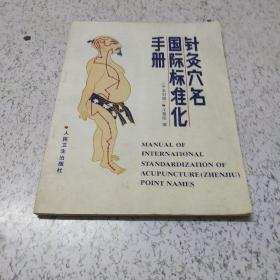 针灸穴名
国际标准化
手册
人民卫生出版社
MANUAL OF
INTERNATIONAL
STANDARDIZATION OF
ACUPUNCTURE(ZHENJIU)
POINT NAMES